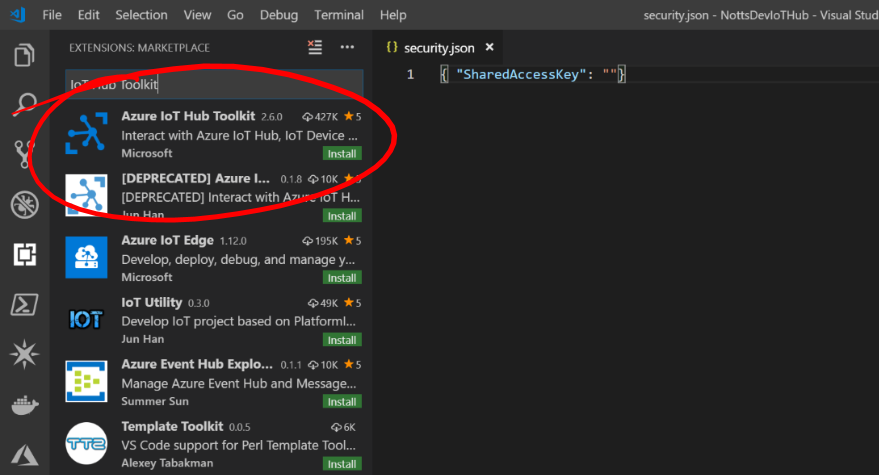 File Edit Selection View Go Debug Terminal Help security.json - NottsDevIoTHub - Visual Stud
EXTENSIONS: MARKETPLACE
IoT Hub Toolkit
Azure IoT Hub Toolkit 2.6.0 427K 5
Interact with Azure IoT Hub, IoT Device ...
Microsoft Install
[DEPRECATED] Azure I... 0.1.8 10K 5
[DEPRECATED] Interact with Azure IoT H...
Jun Han Install
Azure IoT Edge 1.12.0 195K 5
Develop, deploy, debug, and manage y...
Microsoft Install
IOT
IoT Utility 0.3.0 49K 5
Develop IoT project based on PlatformI...
Jun Han Install
Azure Event Hub Explo... 0.1.1 10K 5
Manage Azure Event Hub and Message...
Summer Sun Install
TT2
Template Toolkit 0.0.5 6K
VS Code support for Perl Template Tool...
Alexey Tabakman Install
{} security.json ×
1 { "SharedAccessKey": ""}